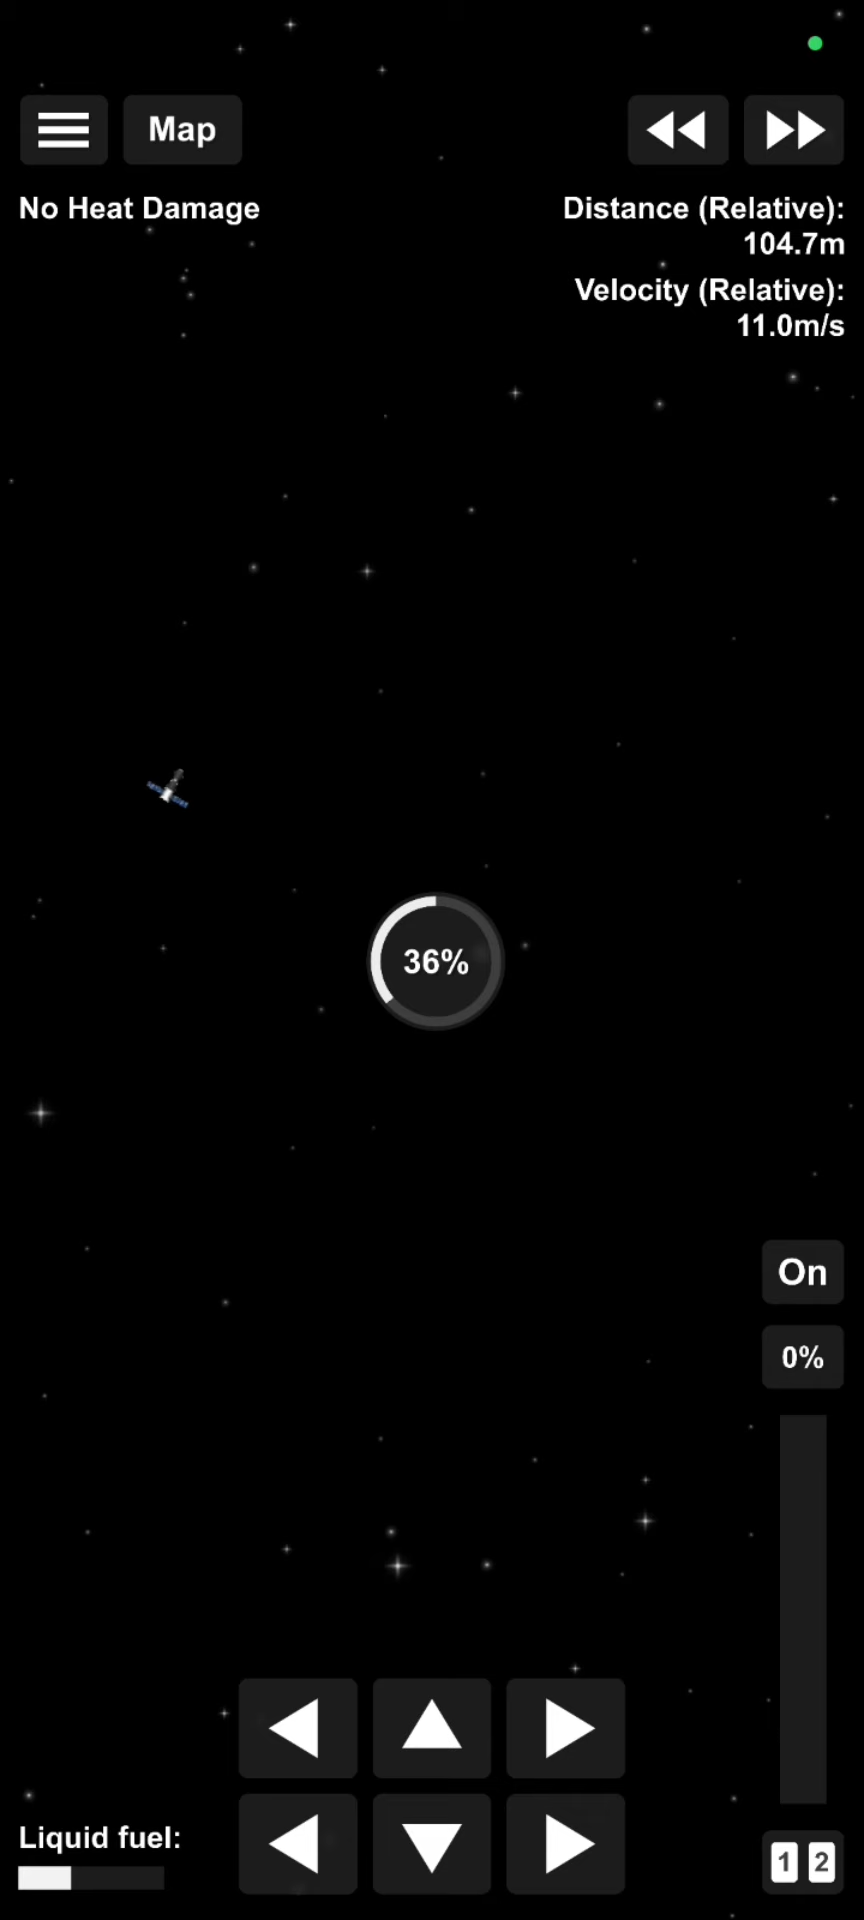 Map
No Heat Damage
Distance (Relative):
104.7m
Velocity (Relative):
11.0m/s
36%
On
0%
Liquid fuel:
1 2